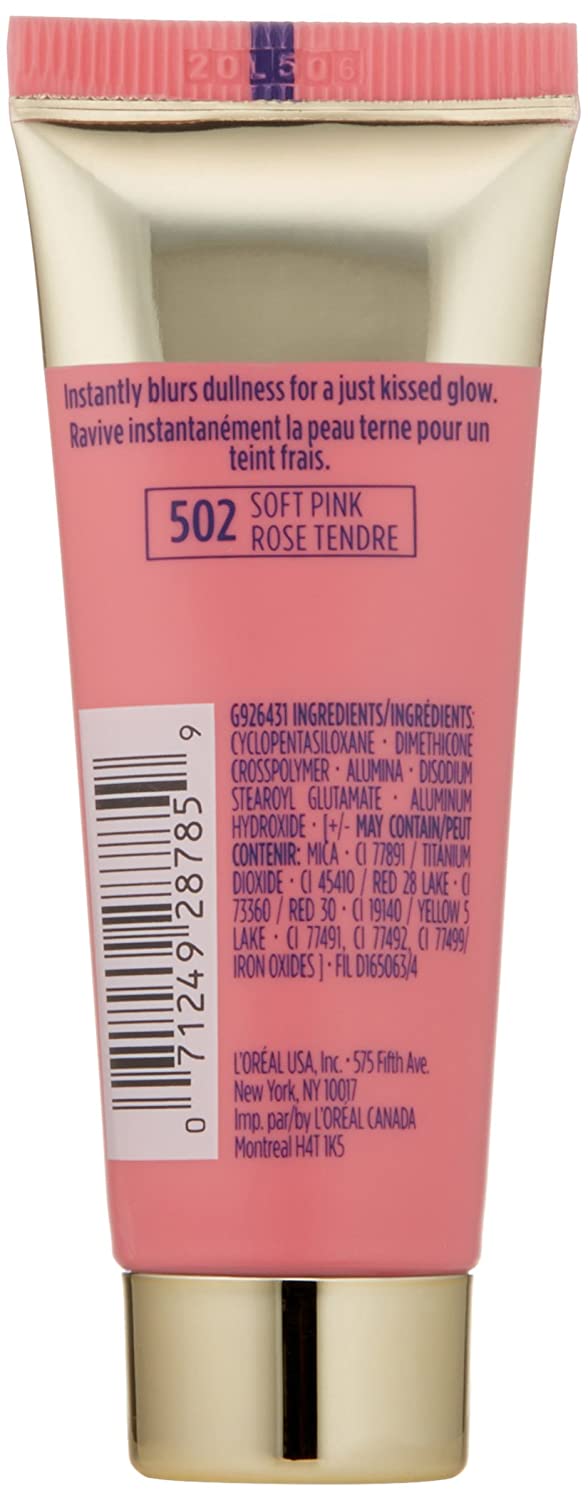 20L506
Instantly blurs dullness for a just kissed glow.
Ravive instantanément la peau terne pour un
teint frais.
502 SOFT PINK
ROSE TENDRE
G926431 INGREDIENTS/INGRÉDIENTS:
CYCLOPENTASILOXANE · DIMETHICONE
CROSSPOLYMER · ALUMINA · DISODIUM
STEAROYL GLUTAMATE · ALUMINUM
HYDROXIDE · [+/- MAY CONTAIN/PEUT
CONTENIR: MICA · CI 77891 / TITANIUM
DIOXIDE · CI 45410 / RED 28 LAKE · CI
73360 / RED 30 · CI 19140 / YELLOW 5
LAKE · CI 77491, CI 77492, CI 77499/
IRON OXIDES ] · FIL D165063/4
0 71249 28785 9
L'ORÉAL USA, Inc. · 575 Fifth Ave.
New York, NY 10017
Imp. par/by L'ORÉAL CANADA
Montreal H4T 1K5